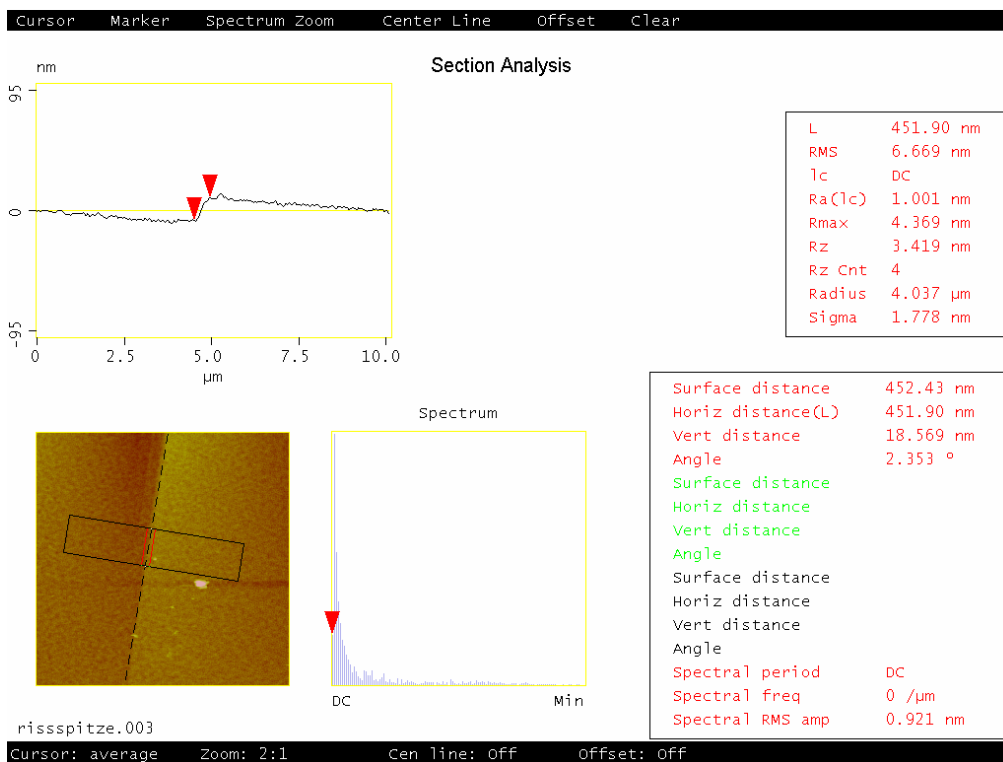 Cursor Marker Spectrum Zoom Center Line Offset Clear
Section Analysis
nm
95
0
-95
0 2.5 5.0 7.5 10.0
µm
L 451.90 nm
RMS 6.669 nm
lc DC
Ra(lc) 1.001 nm
Rmax 4.369 nm
Rz 3.419 nm
Rz Cnt 4
Radius 4.037 µm
Sigma 1.778 nm
Surface distance 452.43 nm
Horiz distance(L) 451.90 nm
Vert distance 18.569 nm
Angle 2.353 °
Surface distance
Horiz distance
Vert distance
Angle
Surface distance
Horiz distance
Vert distance
Angle
Spectral period DC
Spectral freq 0 /µm
Spectral RMS amp 0.921 nm
Spectrum
DC Min
rissspitze.003
Cursor: average Zoom: 2:1 Cen line: Off Offset: Off